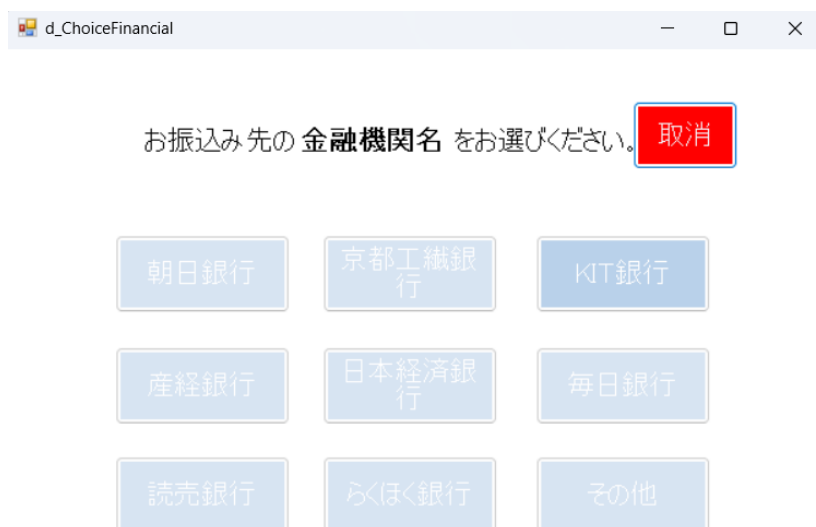 d_ChoiceFinancial
お振込み先の 金融機関名 をお選びください。
取消
朝日銀行
京都工繊銀
行
KIT銀行
産経銀行
日本経済銀
行
毎日銀行
読売銀行
らくほく銀行
その他